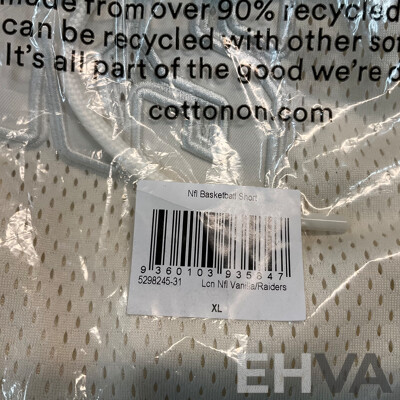 made from over 90% recycled
can be recycled with other sof
It's all part of the good we're d
cottonon.com
Nfl Basketball Short
9 360103 935847
5298245-31 Lcn Nfl Vanilla/Raiders
XL
EHVA